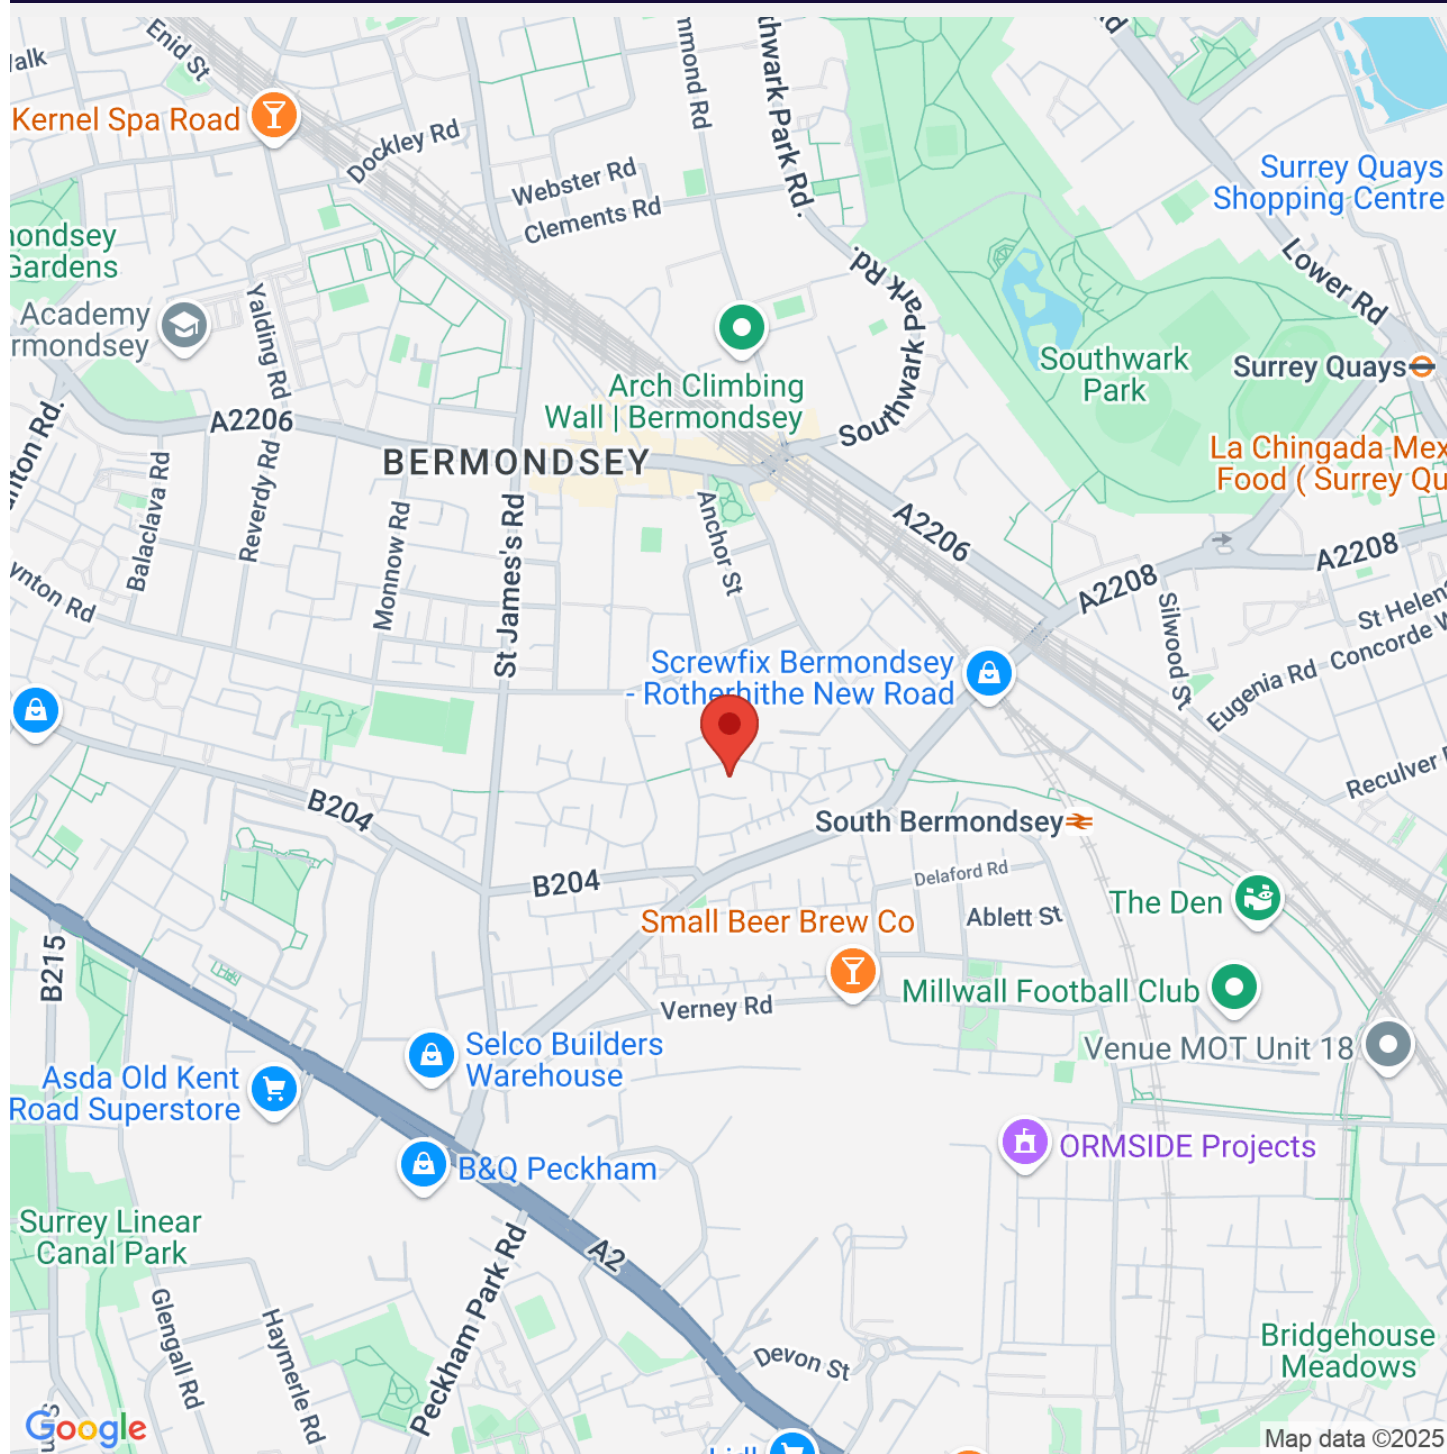 Enid St
Kernel Spa Road
Dockley Rd
Webster Rd
Clements Rd
Southwark Park Rd.
Surrey Quays
Shopping Centre
Lower Rd
Gardens
Academy
Yalding Rd
Arch Climbing
Wall | Bermondsey
Southwark Park Rd.
Southwark
Park
Surrey Quays
A2206
BERMONDSEY
La Chingada
Food ( Surrey
Balaclava Rd
Reverdy Rd
Monnow Rd
St James's Rd
Anchor St
A2206
A2208
A2208
Silwood St
St
Concorde
Eugenia Rd
Screwfix Bermondsey
- Rotherhithe New Road
Reculver
B204
South Bermondsey
B204
Delaford Rd
Ablett St
The Den
Small Beer Brew Co
B215
Verney Rd
Millwall Football Club
Venue MOT Unit 18
Selco Builders
Warehouse
Asda Old Kent
Road Superstore
B&Q Peckham
ORMSIDE Projects
Surrey Linear
Canal Park
A2
Peckham Park Rd
Glengall Rd
Haymerle Rd
Devon St
Bridgehouse
Meadows
Google
Map data ©2025